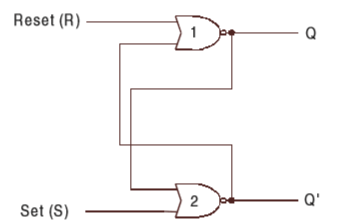 Reset (R)
1
Q
2
Q'
Set (S)